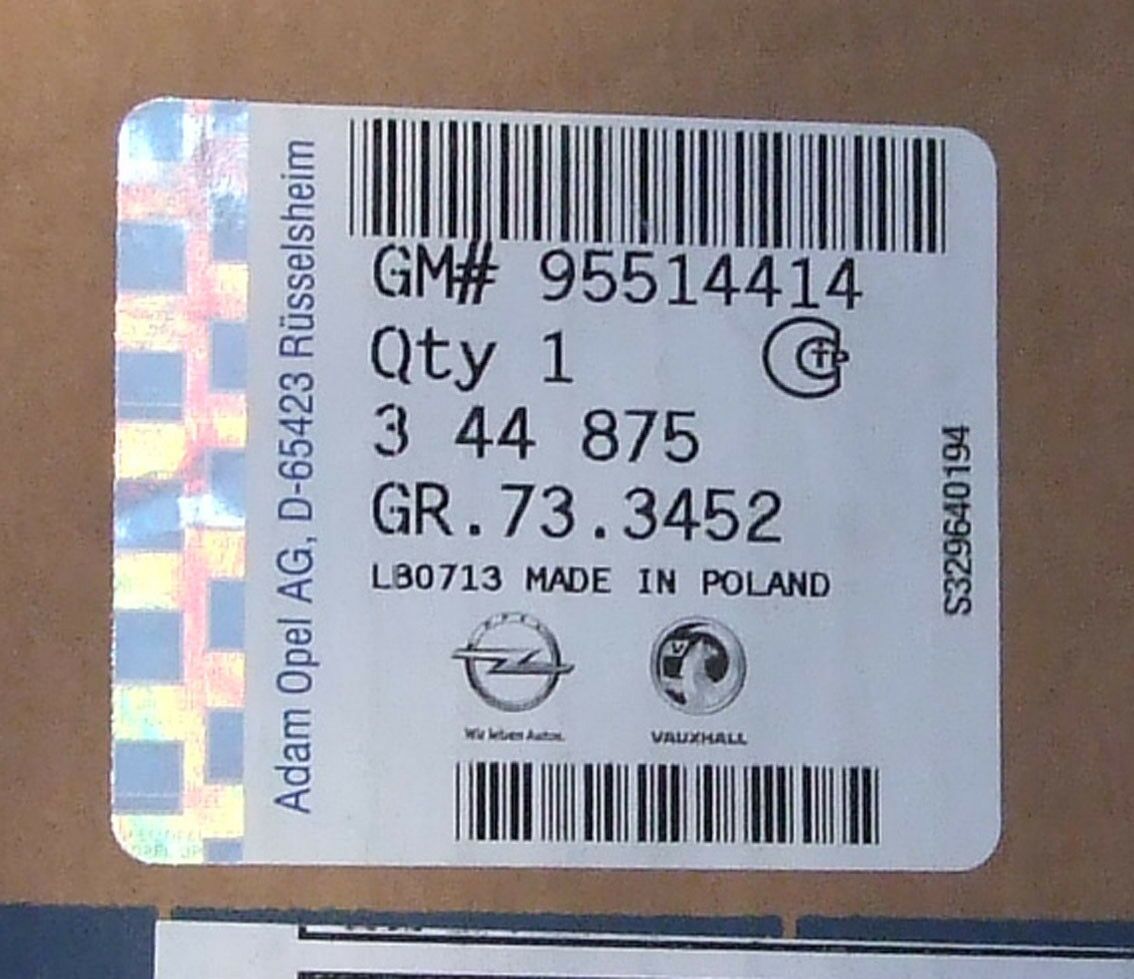 Adam Opel AG, D-65423 Rüsselsheim
GM# 95514414
Qty 1
3 44 875
GR.73.3452
LB0713 MADE IN POLAND
S329640194
OPEL
Wir leben Autos.
VAUXHALL